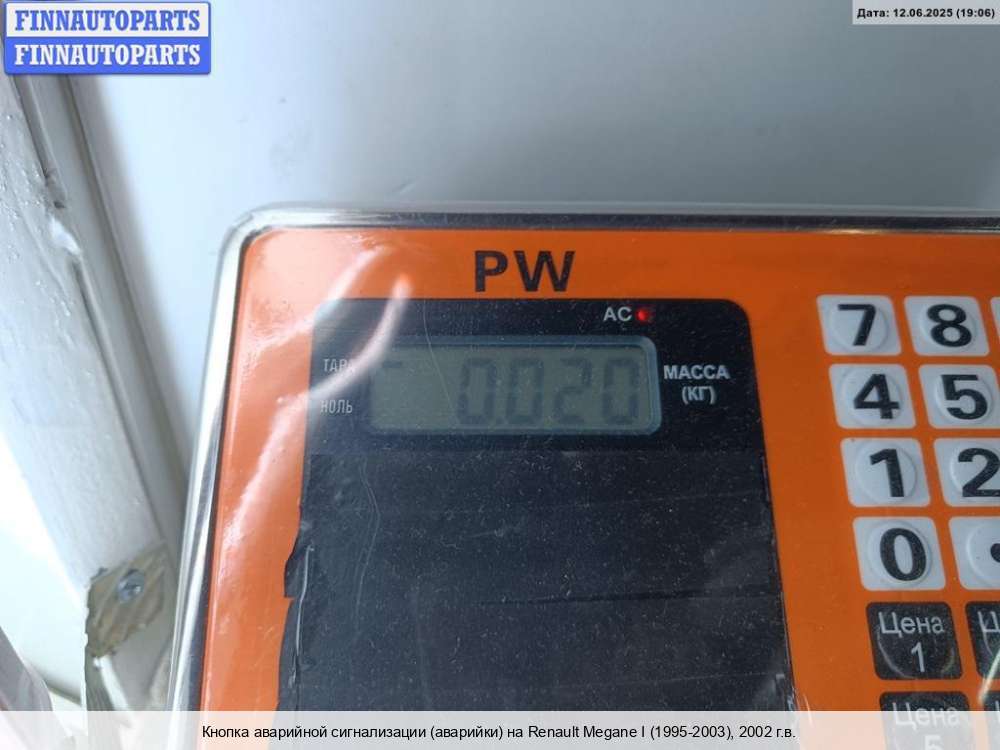 FINNAUTOPARTS
FINNAUTOPARTS
Дата: 12.06.2025 (19:06)
PW
AC
ТАРА
0.020
МАССА
(КГ)
НОЛЬ
7 8
4 5
1 2
0
Цена
1
Цена
Кнопка аварийной сигнализации (аварийки) на Renault Megane I (1995-2003), 2002 г.в.